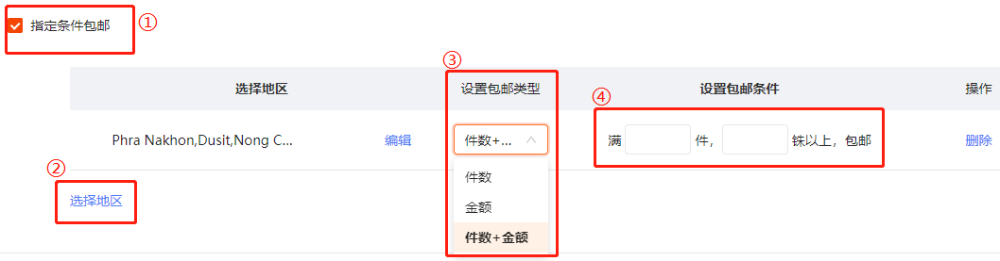 ①
指定条件包邮
③
选择地区 设置包邮类型 设置包邮条件 操作
④
Phra Nakhon,Dusit,Nong C... 编辑 件数+... 满 件， 铢以上，包邮 删除
②
件数
选择地区
金额
件数+金额